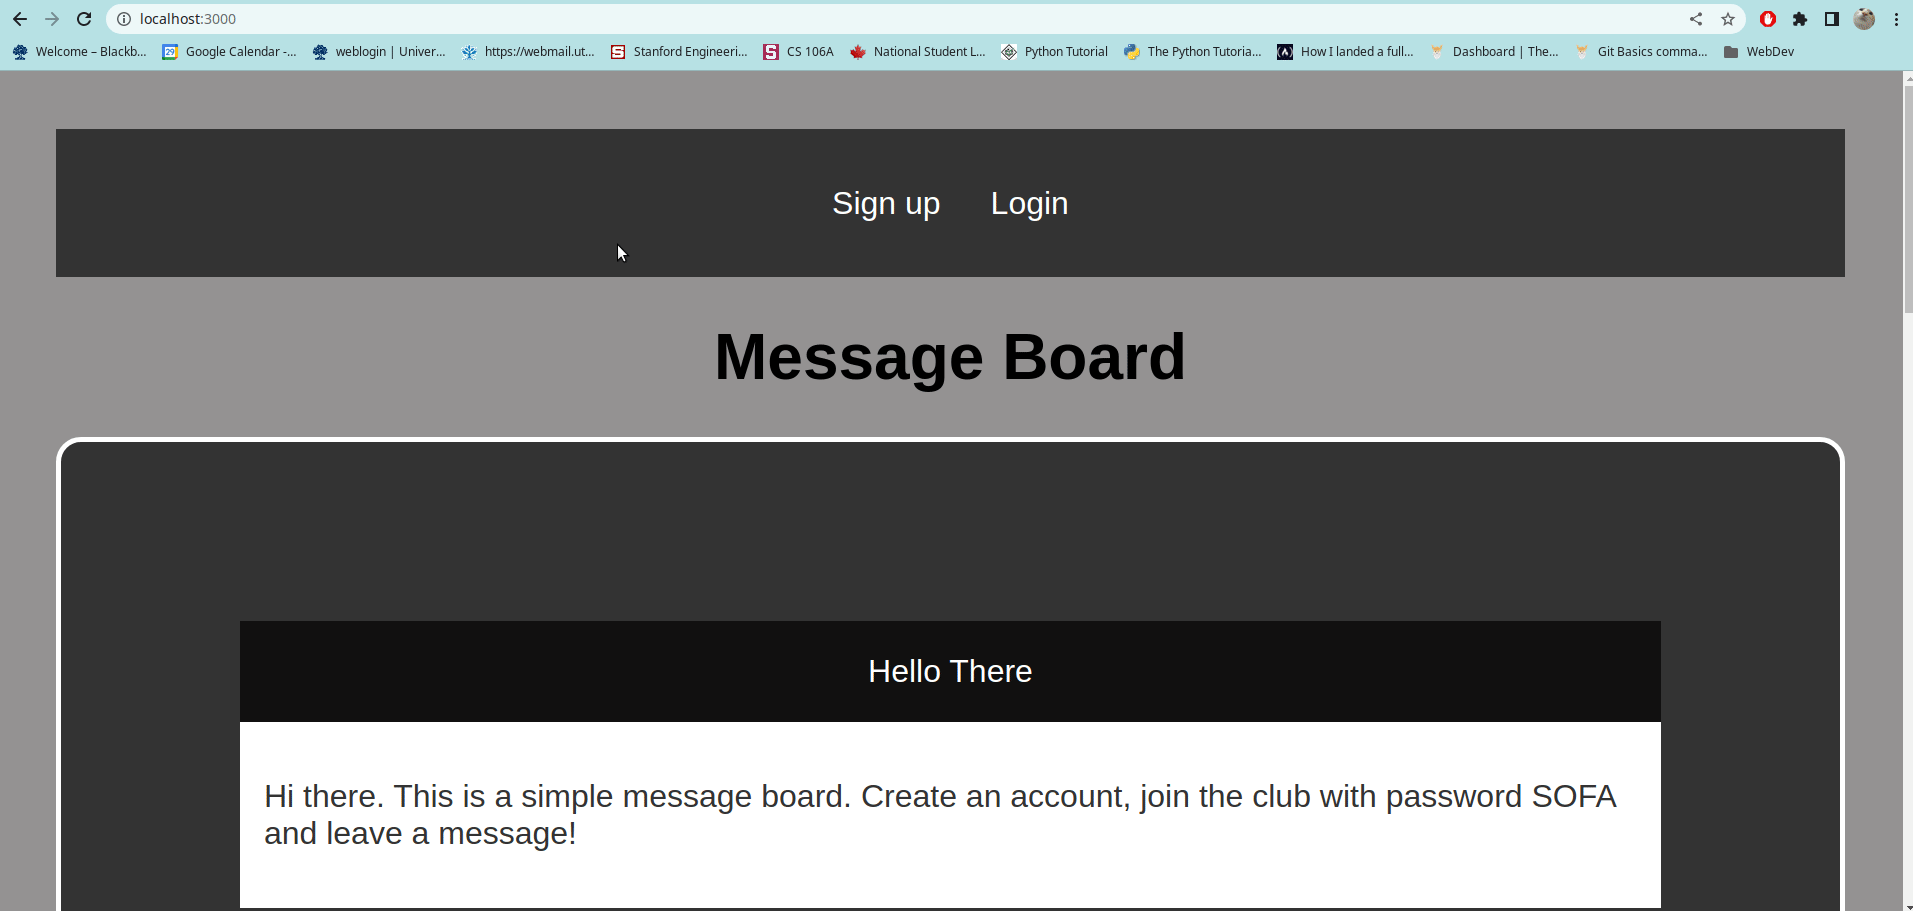 localhost:3000
Welcome – Blackb... 29 Google Calendar -... weblogin | Univer... https://webmail.ut... S Stanford Engineeri... S CS 106A National Student L... Python Tutorial The Python Tutoria... How I landed a full... Dashboard | The... Git Basics comma... WebDev
Sign up Login
Message Board
Hello There
Hi there. This is a simple message board. Create an account, join the club with password SOFA
and leave a message!